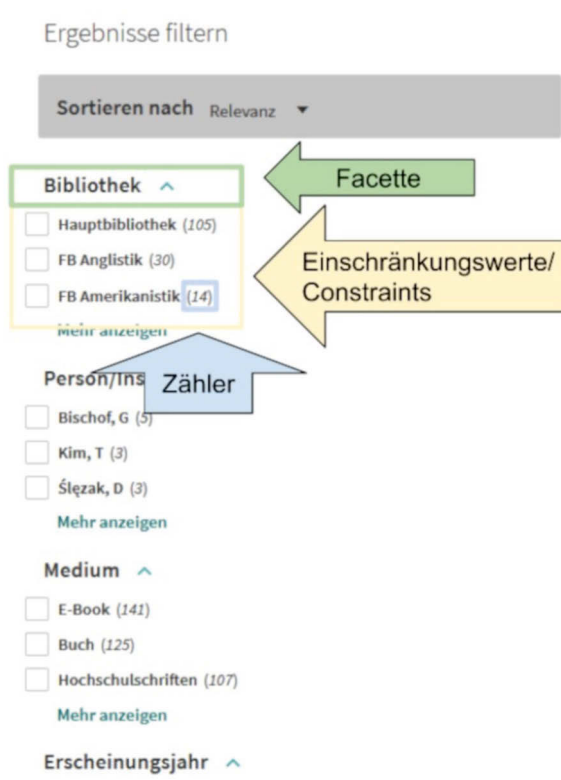 Ergebnisse filtern
Sortieren nach Relevanz
Bibliothek
Facette
Hauptbibliothek (105)
FB Anglistik (30)
Einschränkungswerte/
Constraints
FB Amerikanistik (14)
Mehr anzeigen
Person/Ins
Zähler
Bischof, G (5)
Kim, T (3)
Ślęzak, D (3)
Mehr anzeigen
Medium
E-Book (141)
Buch (125)
Hochschulschriften (107)
Mehr anzeigen
Erscheinungsjahr